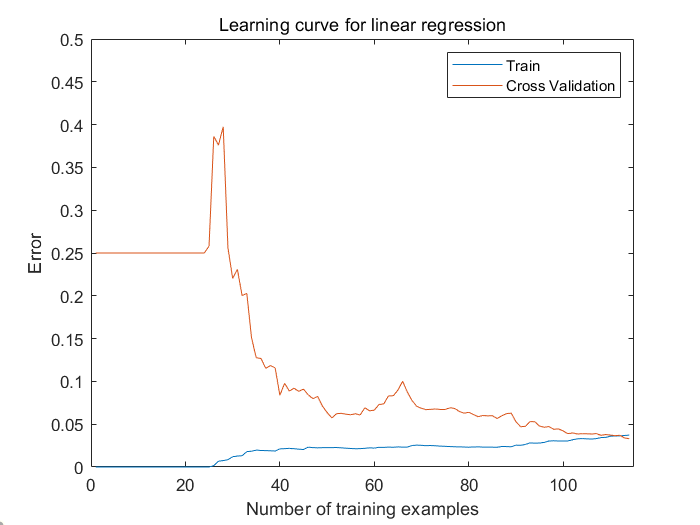 Learning curve for linear regression
0.5
0.45
0.4
0.35
0.3
0.25
0.2
0.15
0.1
0.05
0
Error
Train
Cross Validation
0 20 40 60 80 100
Number of training examples